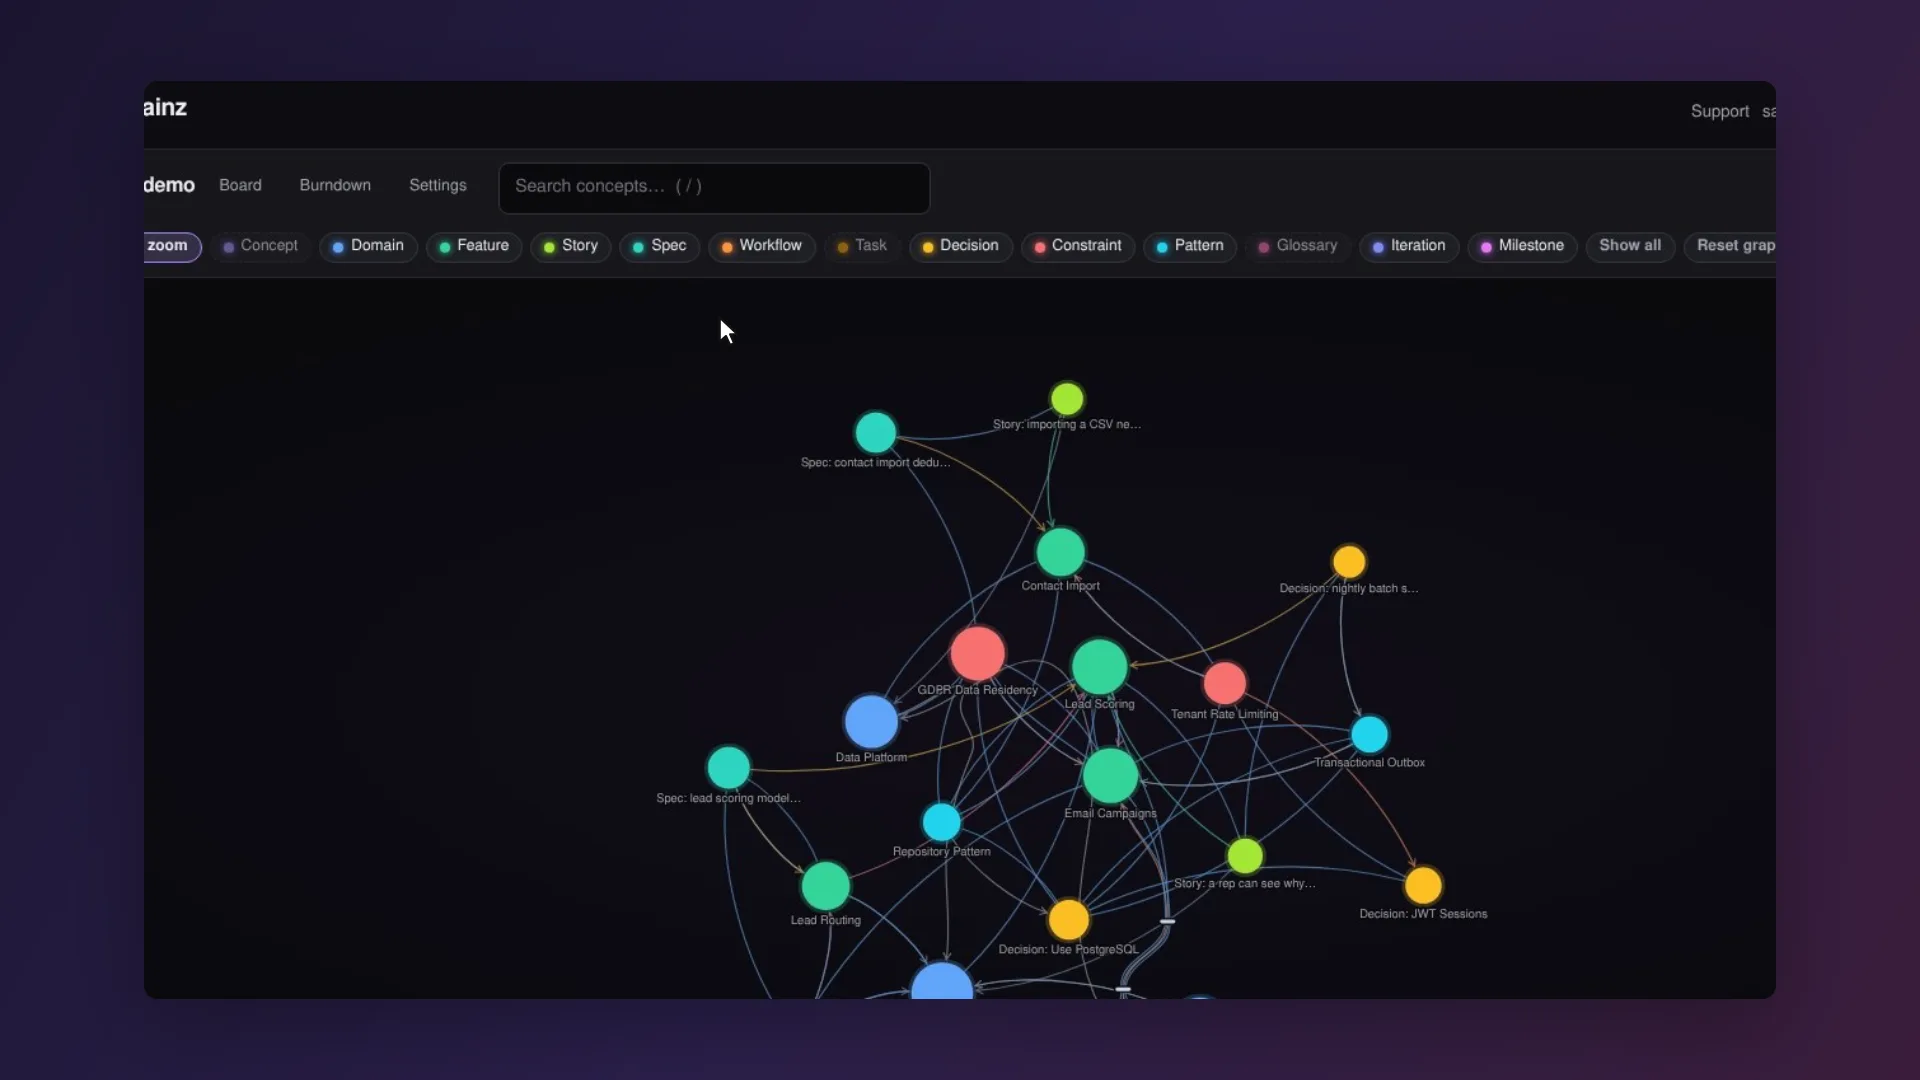 ainz
Support sa
demo Board Burndown Settings Search concepts... ( / )
zoom Concept Domain Feature Story Spec Workflow Task Decision Constraint Pattern Glossary Iteration Milestone Show all Reset grap
Story: importing a CSV ne...
Spec: contact import dedu...
Contact Import
Decision: nightly batch s...
GDPR Data Residency
Lead Scoring
Tenant Rate Limiting
Data Platform
Transactional Outbox
Spec: lead scoring model...
Email Campaigns
Repository Pattern
Story: a rep can see why...
Lead Routing
Decision: JWT Sessions
Decision: Use PostgreSQL